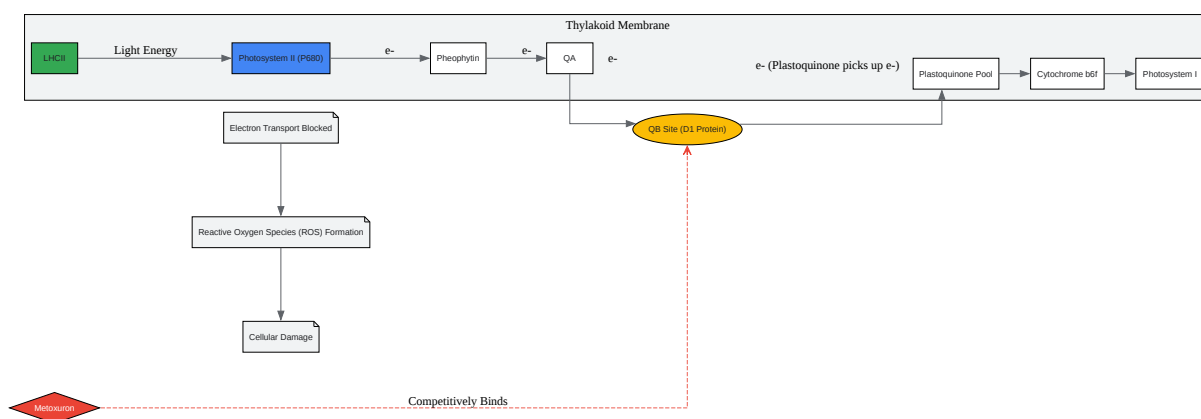 Thylakoid Membrane
LHCII
Light Energy
Photosystem II (P680)
e-
Pheophytin
e-
QA
e-
e- (Plastoquinone picks up e-)
Plastoquinone Pool
Cytochrome b6f
Photosystem I
Electron Transport Blocked
QB Site (D1 Protein)
Reactive Oxygen Species (ROS) Formation
Cellular Damage
Metoxuron
Competitively Binds